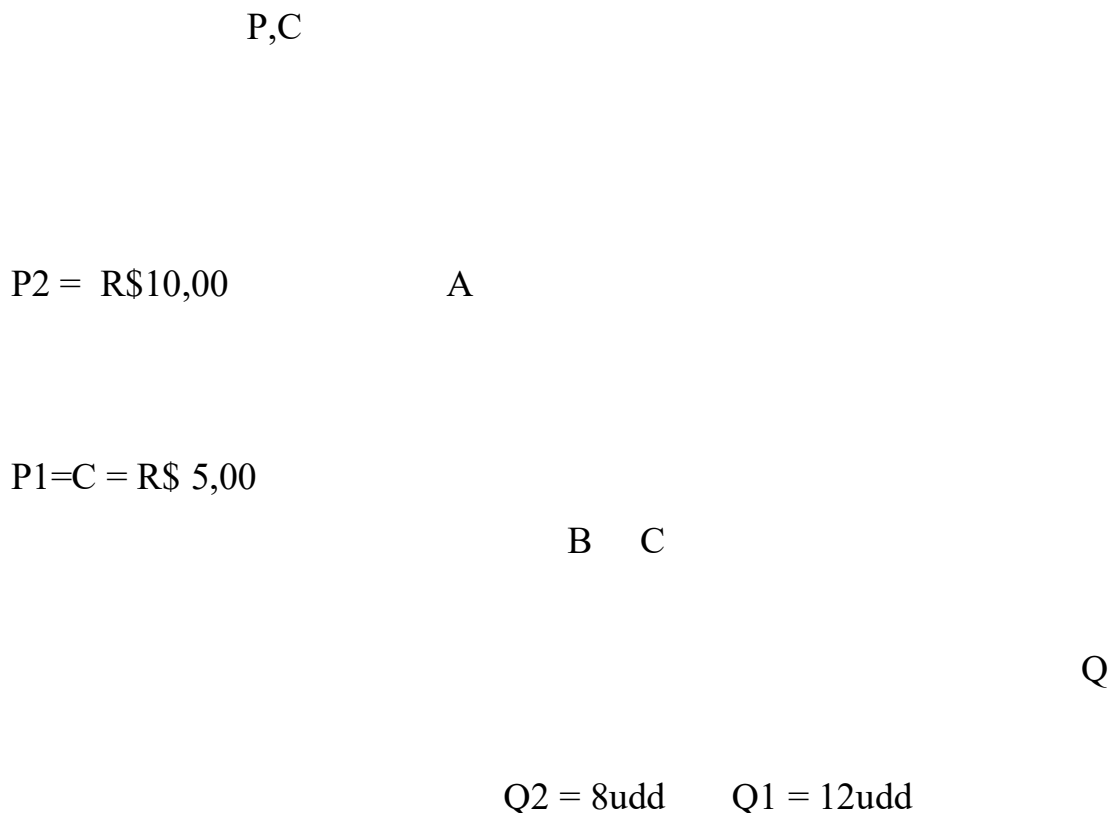 P,C
P2 = R$10,00 A
P1=C = R$ 5,00
B C
Q
Q2 = 8udd Q1 = 12udd